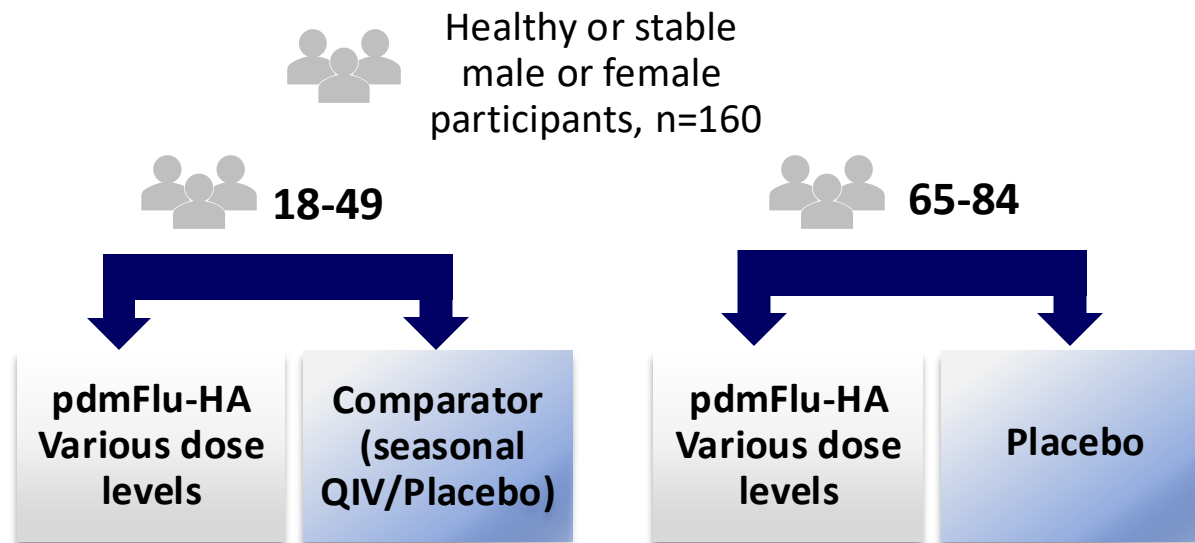 Healthy or stable
male or female
participants, n=160
18-49
65-84
pdmFlu-HA
Various dose
levels
Comparator
(seasonal
QIV/Placebo)
pdmFlu-HA
Various dose
levels
Placebo